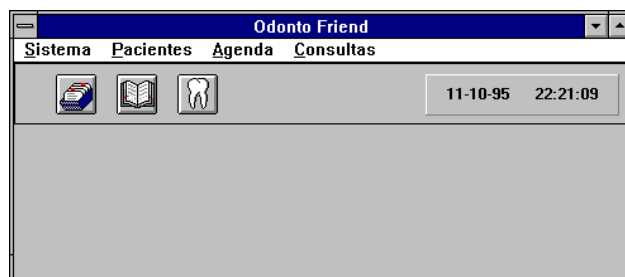 Odonto Friend
Sistema Pacientes Agenda Consultas
11-10-95 22:21:09